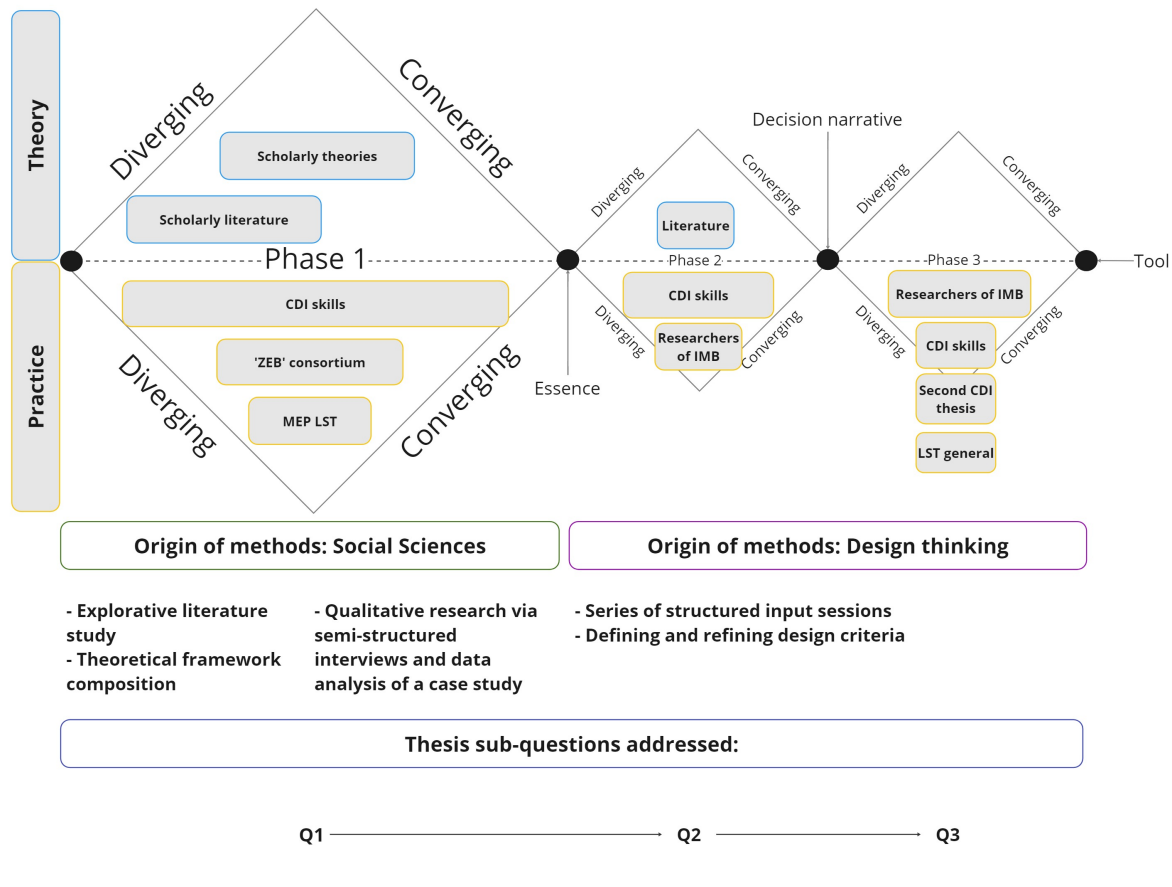 Theory
Practice
Diverging
Converging
Scholarly theories
Scholarly literature
Phase 1
CDI skills
'ZEB' consortium
MEP LST
Diverging
Converging
Essence
Diverging
Converging
Literature
Phase 2
CDI skills
Researchers
of IMB
Diverging
Converging
Decision narrative
Diverging
Converging
Phase 3
Researchers of IMB
CDI skills
Second CDI
thesis
LST general
Diverging
Converging
Tool
Origin of methods: Social Sciences
Origin of methods: Design thinking
- Explorative literature
study
- Theoretical framework
composition
- Qualitative research via
semi-structured
interviews and data
analysis of a case study
- Series of structured input sessions
- Defining and refining design criteria
Thesis sub-questions addressed:
Q1
Q2
Q3